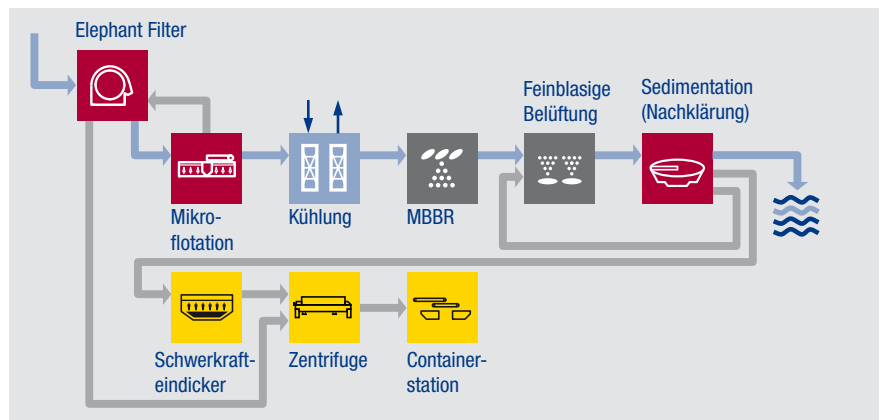 Elephant Filter
Feinblasige
Belüftung
Sedimentation
(Nachklärung)
Mikro-
flotation
Kühlung
MBBR
Schwerkraft-
eindicker
Zentrifuge
Container-
station